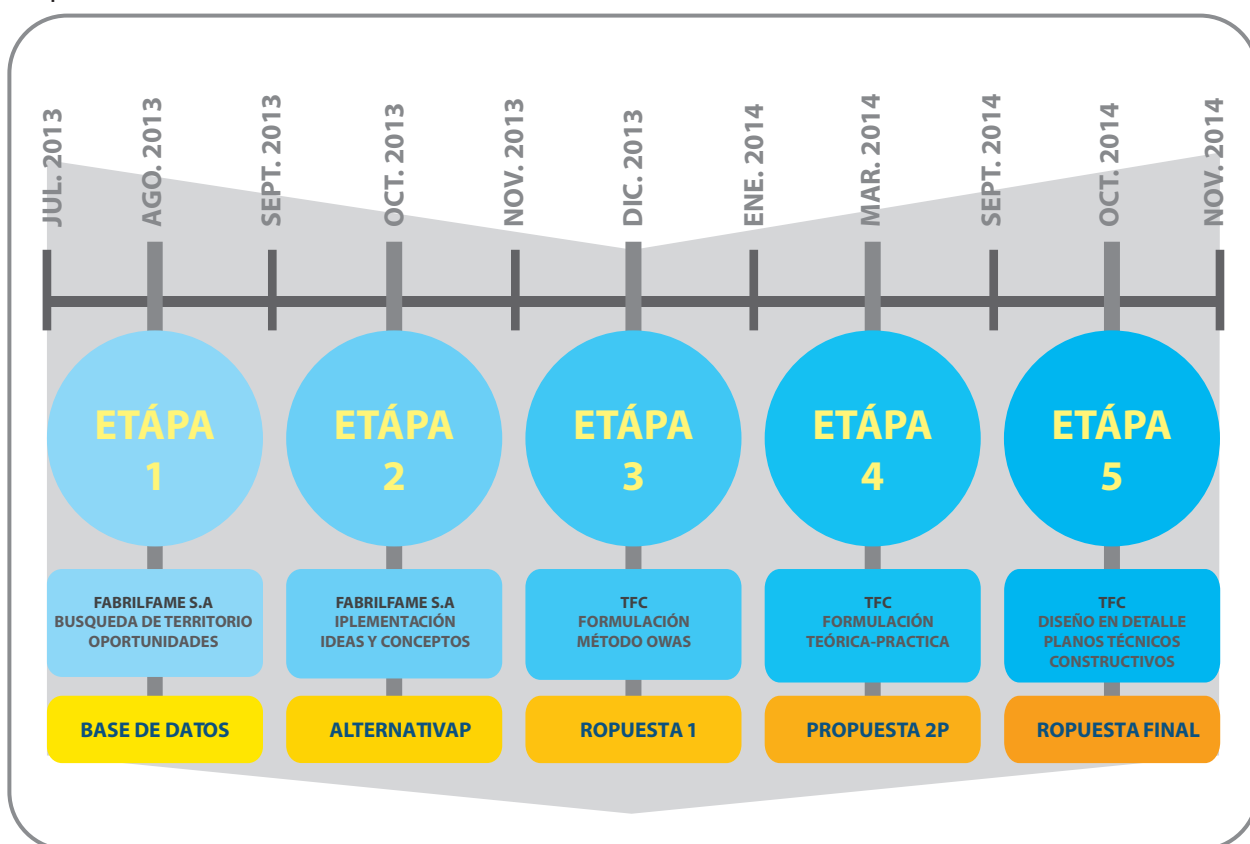 JUL. 2013
AGO. 2013
SEPT. 2013
OCT. 2013
NOV. 2013
DIC. 2013
ENE. 2014
MAR. 2014
SEPT. 2014
OCT. 2014
NOV. 2014
ETÁPA
1
ETÁPA
2
ETÁPA
3
ETÁPA
4
ETÁPA
5
FABRILFAME S.A
BUSQUEDA DE TERRITORIO
OPORTUNIDADES
FABRILFAME S.A
IPLEMENTACIÓN
IDEAS Y CONCEPTOS
TFC
FORMULACIÓN
MÉTODO OWAS
TFC
FORMULACIÓN
TEÓRICA-PRACTICA
TFC
DISEÑO EN DETALLE
PLANOS TÉCNICOS
CONSTRUCTIVOS
BASE DE DATOS
ALTERNATIVAP
ROPUESTA 1
PROPUESTA 2P
ROPUESTA FINAL